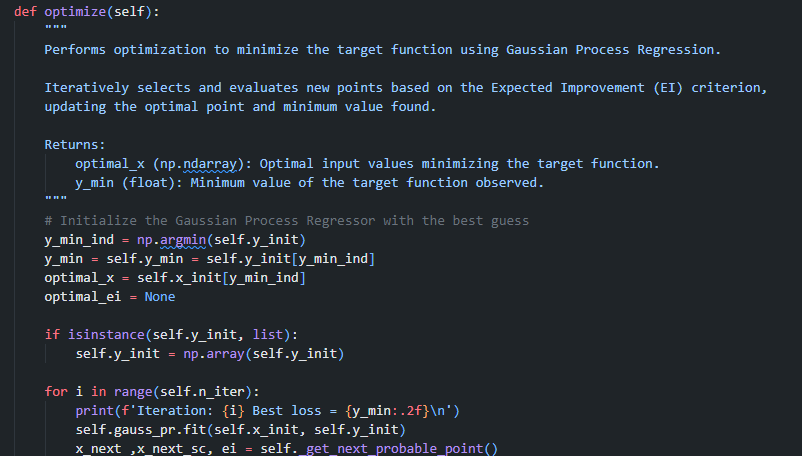 def optimize(self):
"""
Performs optimization to minimize the target function using Gaussian Process Regression.
Iteratively selects and evaluates new points based on the Expected Improvement (EI) criterion,
updating the optimal point and minimum value found.
Returns:
optimal_x (np.ndarray): Optimal input values minimizing the target function.
y_min (float): Minimum value of the target function observed.
"""
# Initialize the Gaussian Process Regressor with the best guess
y_min_ind = np.argmin(self.y_init)
y_min = self.y_min = self.y_init[y_min_ind]
optimal_x = self.x_init[y_min_ind]
optimal_ei = None
if isinstance(self.y_init, list):
self.y_init = np.array(self.y_init)
for i in range(self.n_iter):
print(f'Iteration: {i} Best loss = {y_min:.2f}\n')
self.gauss_pr.fit(self.x_init, self.y_init)
x_next ,x_next_sc, ei = self._get_next_probable_point()